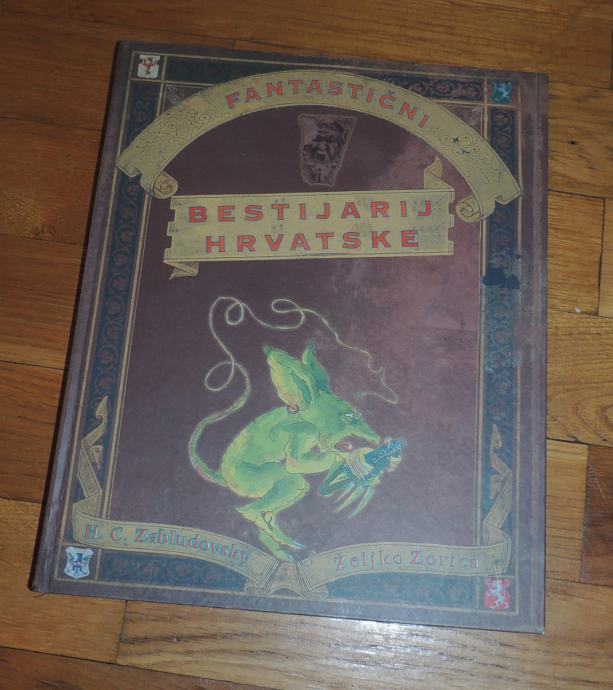 FANTASTIČNI
BESTIJARIJ
HRVATSKE
H. C. Zabludovsky
Željko Zorica